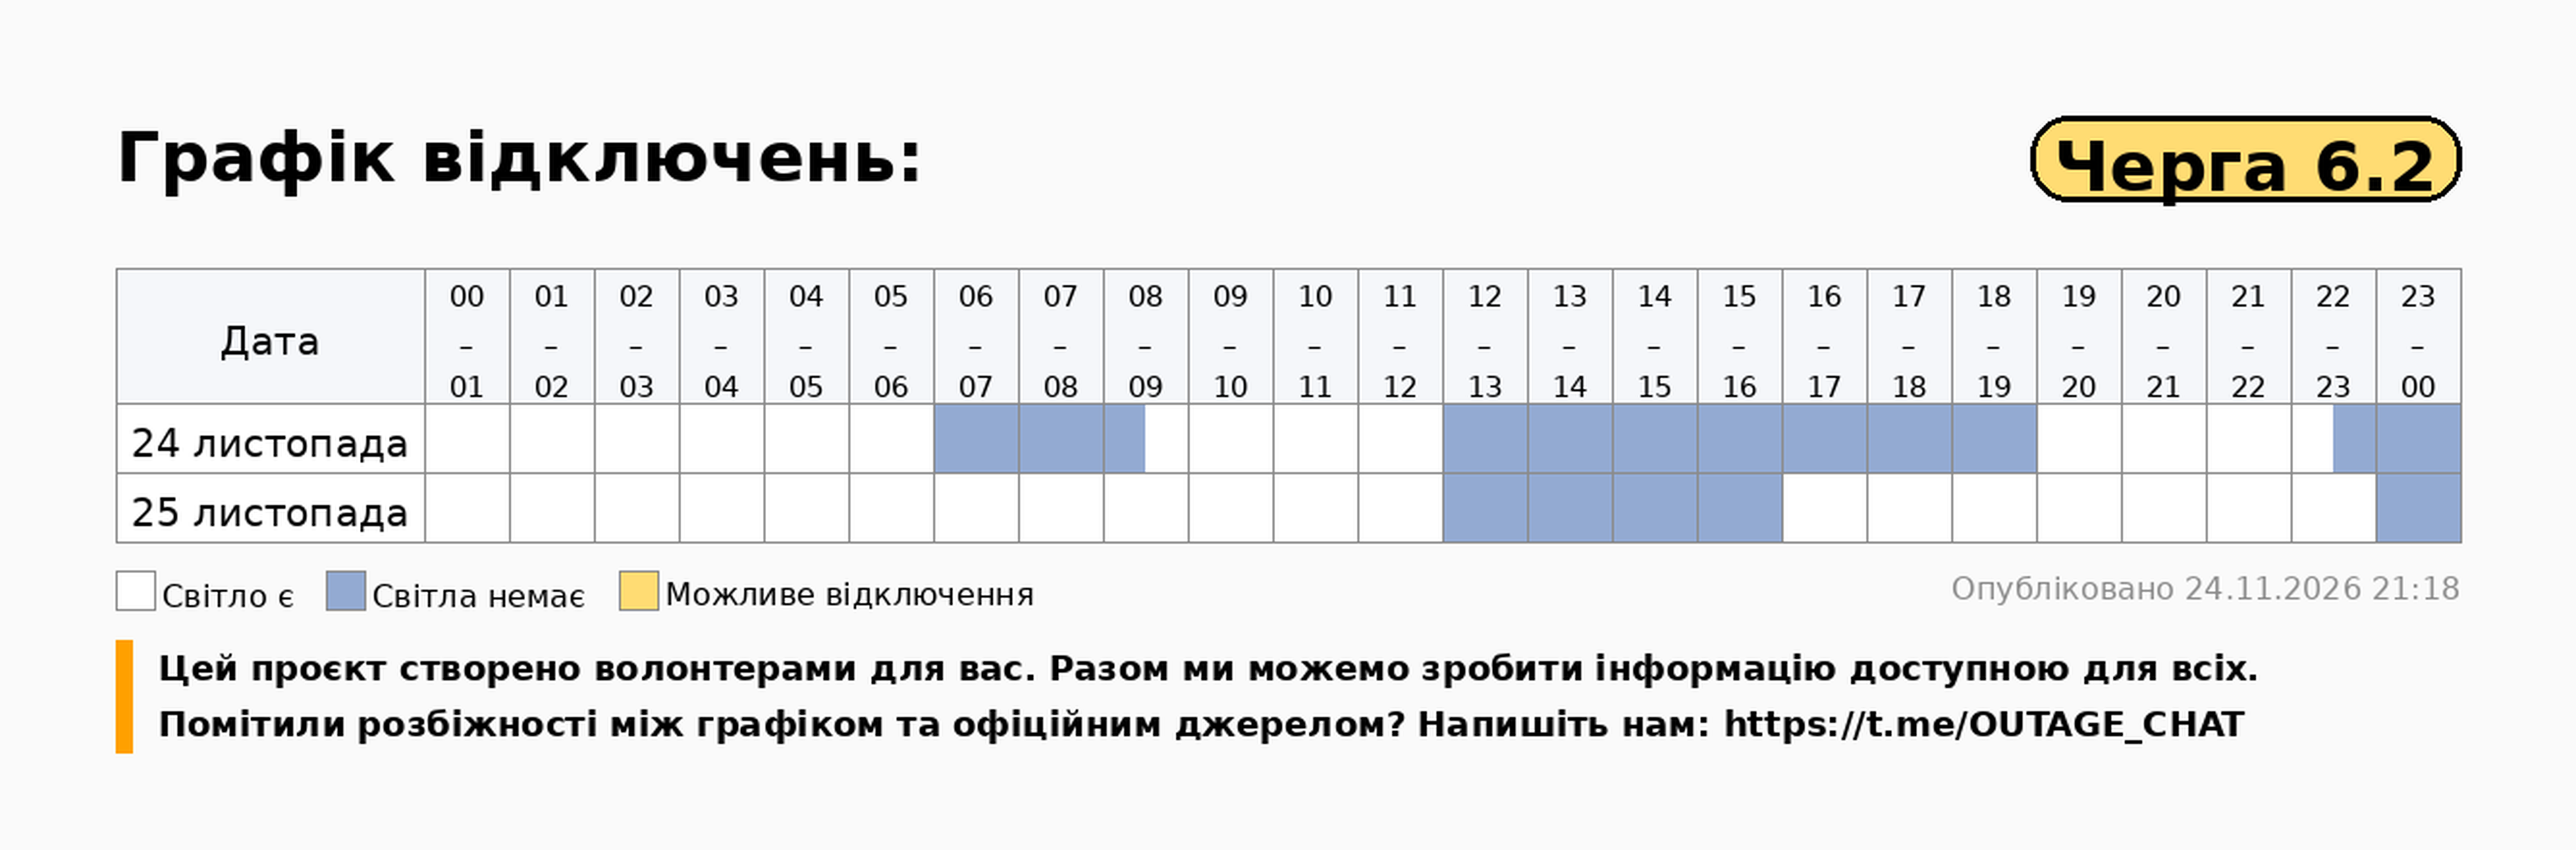 Графік відключень:
Черга 6.2
Дата 00 – 01 01 – 02 02 – 03 03 – 04 04 – 05 05 – 06 06 – 07 07 – 08 08 – 09 09 – 10 10 – 11 11 – 12 12 – 13 13 – 14 14 – 15 15 – 16 16 – 17 17 – 18 18 – 19 19 – 20 20 – 21 21 – 22 22 – 23 23 – 00
24 листопада
25 листопада
Світло є Світла немає Можливе відключення
Опубліковано 24.11.2026 21:18
Цей проєкт створено волонтерами для вас. Разом ми можемо зробити інформацію доступною для всіх.
Помітили розбіжності між графіком та офіційним джерелом? Напишіть нам: https://t.me/OUTAGE_CHAT